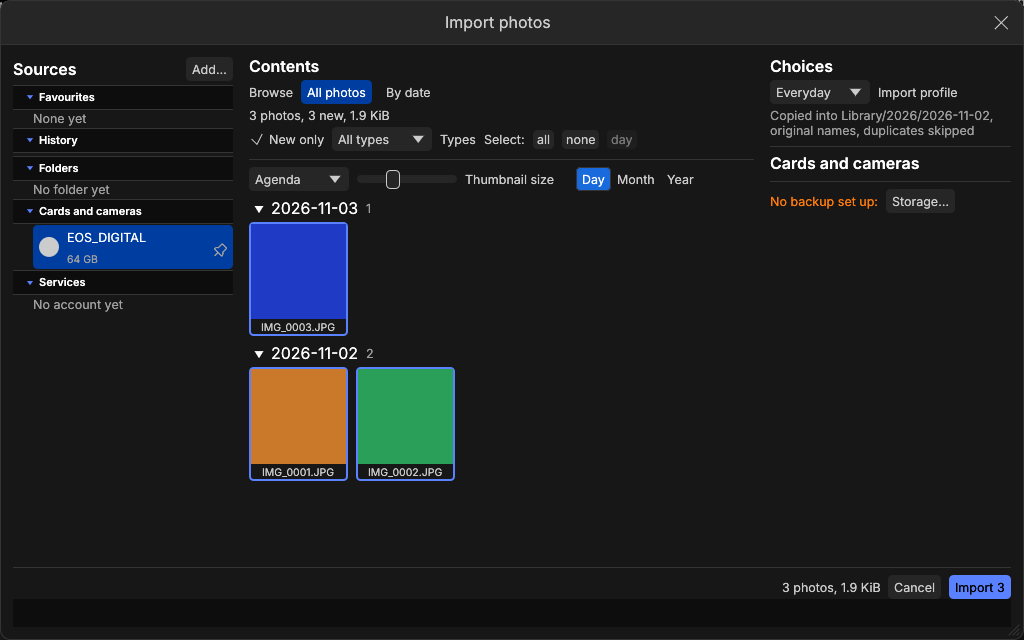 Import photos
Sources
Add...
Favourites
None yet
History
Folders
No folder yet
Cards and cameras
EOS_DIGITAL
64 GB
Services
No account yet
Contents
Browse All photos By date
3 photos, 3 new, 1.9 KiB
New only All types Types Select: all none day
Agenda Thumbnail size Day Month Year
2026-11-03 1
IMG_0003.JPG
2026-11-02 2
IMG_0001.JPG IMG_0002.JPG
Choices
Everyday Import profile
Copied into Library/2026/2026-11-02,
original names, duplicates skipped
Cards and cameras
No backup set up: Storage...
3 photos, 1.9 KiB Cancel Import 3